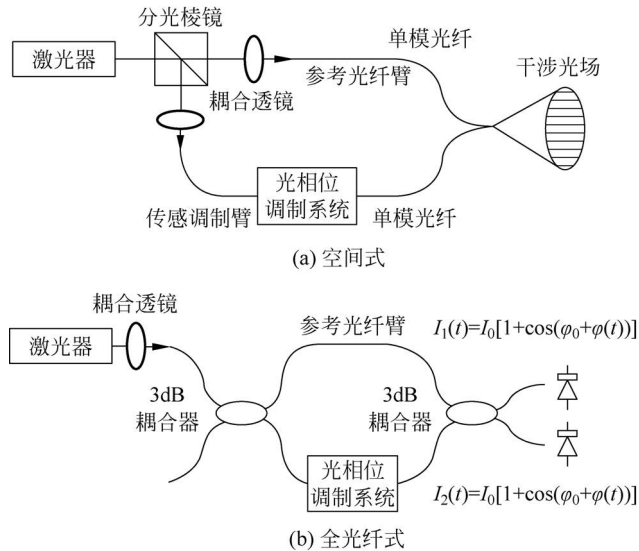 分光棱镜
激光器
耦合透镜
参考光纤臂
单模光纤
干涉光场
传感调制臂
光相位
调制系统
单模光纤
(a) 空间式
耦合透镜
激光器
参考光纤臂
I₁(t)=I₀[1+cos(φ₀+φ(t))]
3dB
耦合器
3dB
耦合器
光相位
调制系统
I₂(t)=I₀[1+cos(φ₀+φ(t))]
(b) 全光纤式